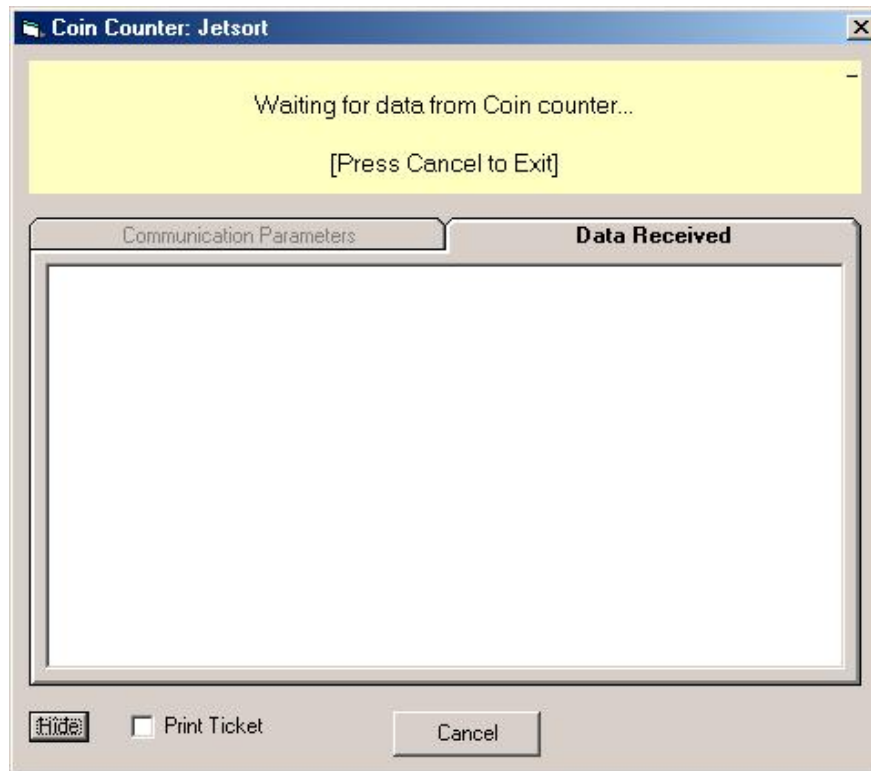 Coin Counter: Jetsort
Waiting for data from Coin counter...
[Press Cancel to Exit]
Communication Parameters
Data Received
Hide
Print Ticket
Cancel